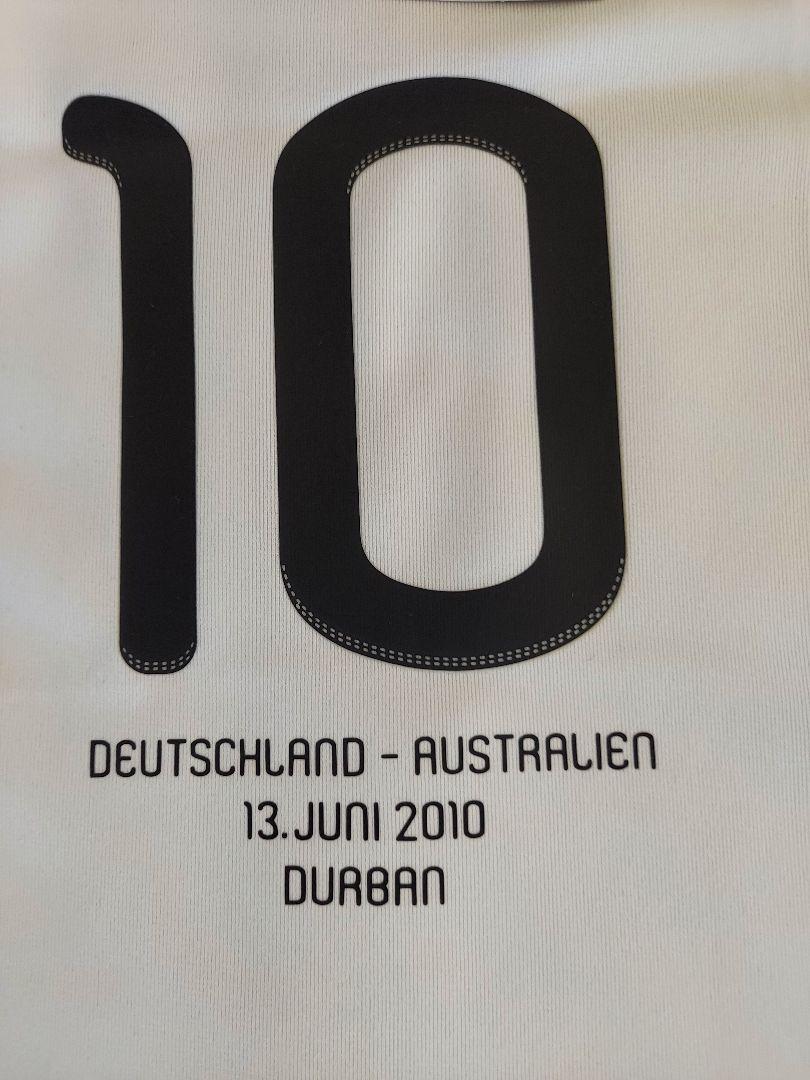 10
DEUTSCHLAND - AUSTRALIEN
13. JUNI 2010
DURBAN